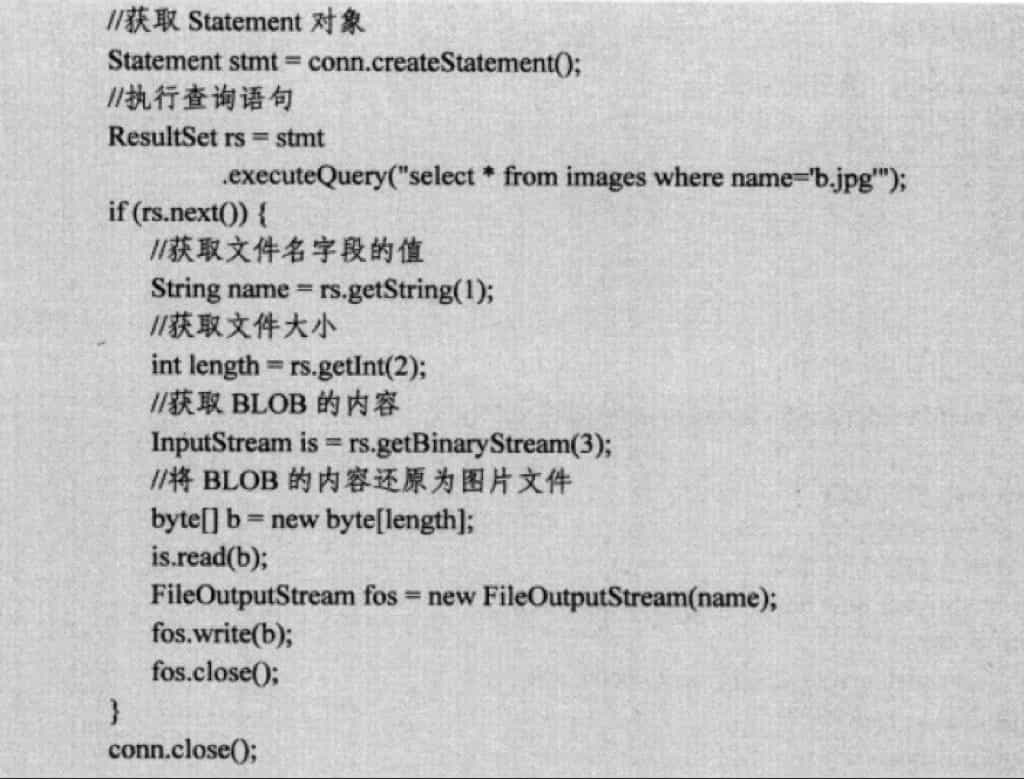 //获取 Statement 对象
Statement stmt = conn.createStatement();
//执行查询语句
ResultSet rs = stmt
.executeQuery("select * from images where name='b.jpg'");
if (rs.next()) {
//获取文件名字段的值
String name = rs.getString(1);
//获取文件大小
int length = rs.getInt(2);
//获取 BLOB 的内容
InputStream is = rs.getBinaryStream(3);
//将 BLOB 的内容还原为图片文件
byte[] b = new byte[length];
is.read(b);
FileOutputStream fos = new FileOutputStream(name);
fos.write(b);
fos.close();
}
conn.close();